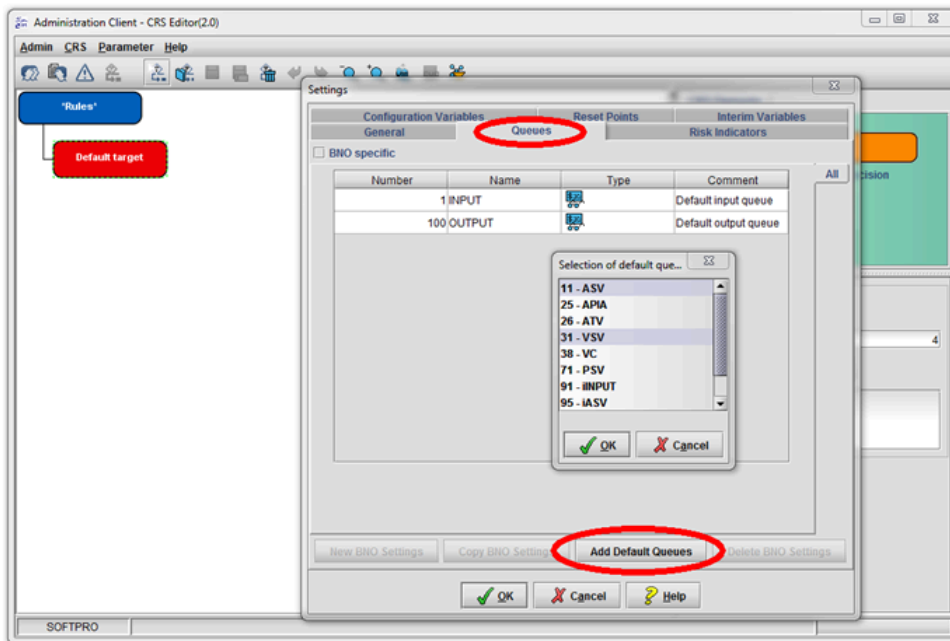 Administration Client - CRS Editor(2.0)
Admin CRS Parameter Help
"Rules"
Default target
Settings
Configuration Variables Reset Points Interim Variables
General Queues Risk Indicators
BNO specific
All
Number Name Type Comment
1 INPUT Default input queue
100 OUTPUT Default output queue
Selection of default que...
11 - ASV
25 - APIA
26 - ATV
31 - VSV
38 - VC
71 - PSV
91 - iINPUT
95 - iASV
OK Cancel
4
New BNO Settings Copy BNO Setting Add Default Queues Delete BNO Settings
OK Cancel Help
SOFTPRO